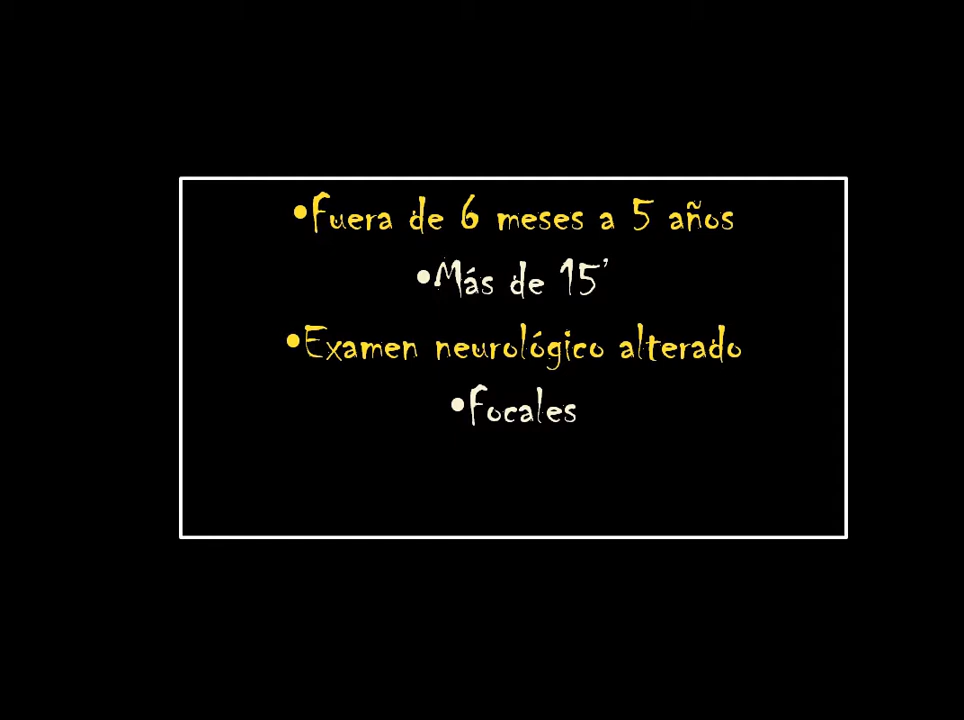 •Fuera de 6 meses a 5 años
•Más de 15’
•Examen neurológico alterado
•Focales